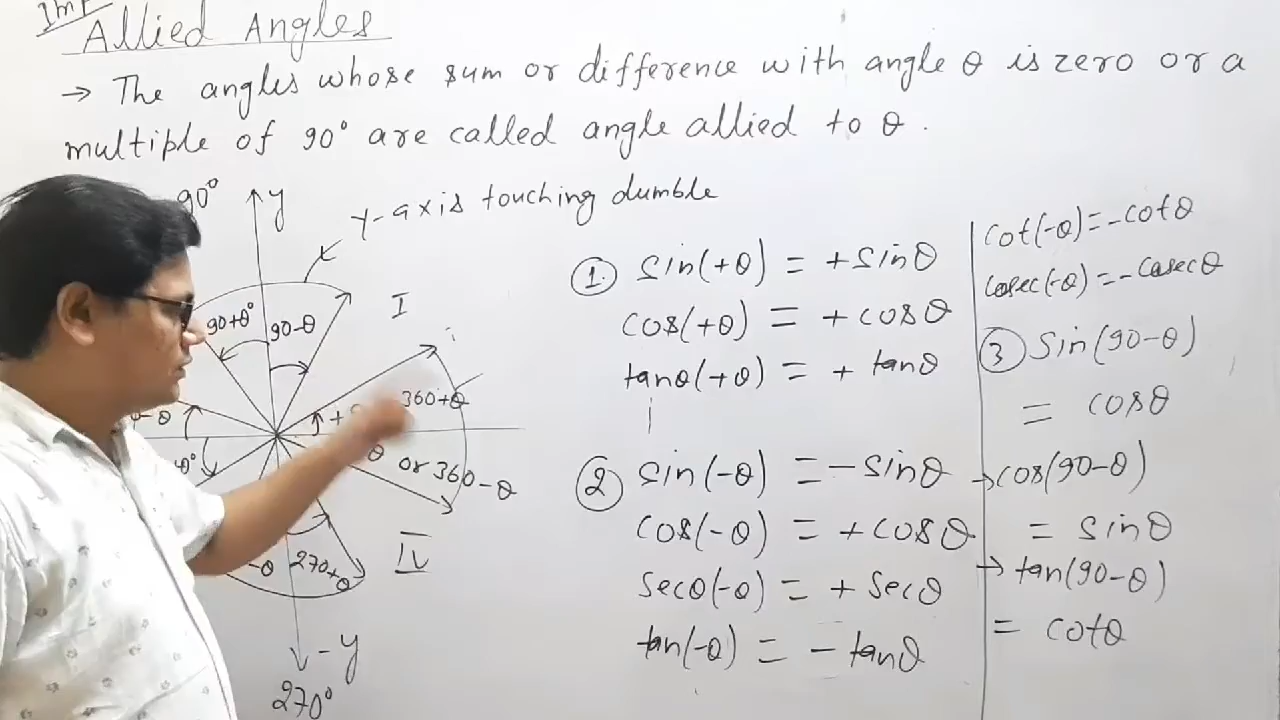 Imp
Allied Angles
→ The angles whose sum or difference with angle θ is zero or a
multiple of 90° are called angle allied to θ.
90°
y
Y-axis touching dumble
90+θ°
90-θ
I
360+θ
θ or 360-θ
IV
270+θ
-θ
-y
270°
① sin(+θ) = +sinθ
cos(+θ) = +cosθ
tanθ(+θ) = + tanθ
② sin(-θ) = -sinθ
cos(-θ) = +cosθ
secθ(-θ) = + secθ
tan(-θ) = - tanθ
cot(-θ)=-cotθ
cosec(-θ)=-cosecθ
③ Sin(90-θ)
= cosθ
→cos(90-θ)
= sinθ
→ tan(90-θ)
= cotθ